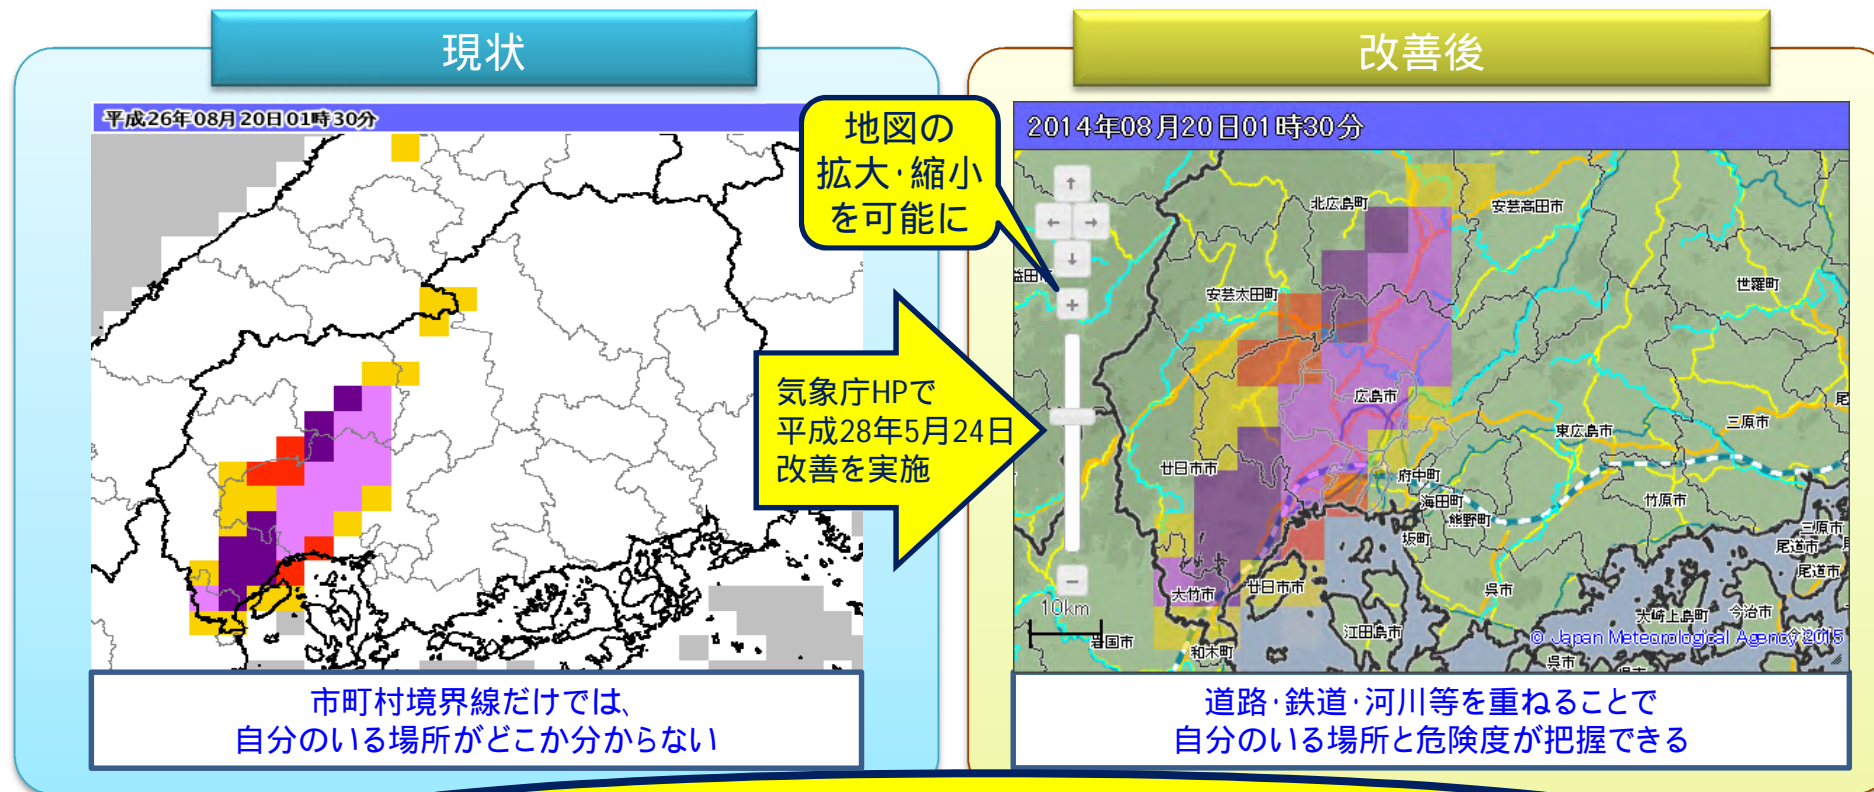 現状
平成26年08月20日01時30分
市町村境界線だけでは、
自分のいる場所がどこか分からない
地図の
拡大・縮小
を可能に
気象庁HPで
平成28年5月24日
改善を実施
改善後
2014年08月20日01時30分
北広島町
安芸高田市
益田市
安芸太田町
世羅町
広島市
三原市
尾
東広島市
廿日市市
府中町
海田町
熊野町
竹原市
坂町
三原市
尾道市
尾道市
大竹市
廿日市市
呉市
大崎上島町
今治市
10km
江田島市
岩国市
和木町
呉市
© Japan Meteorological Agency 2015
道路・鉄道・河川等を重ねることで
自分のいる場所と危険度が把握できる